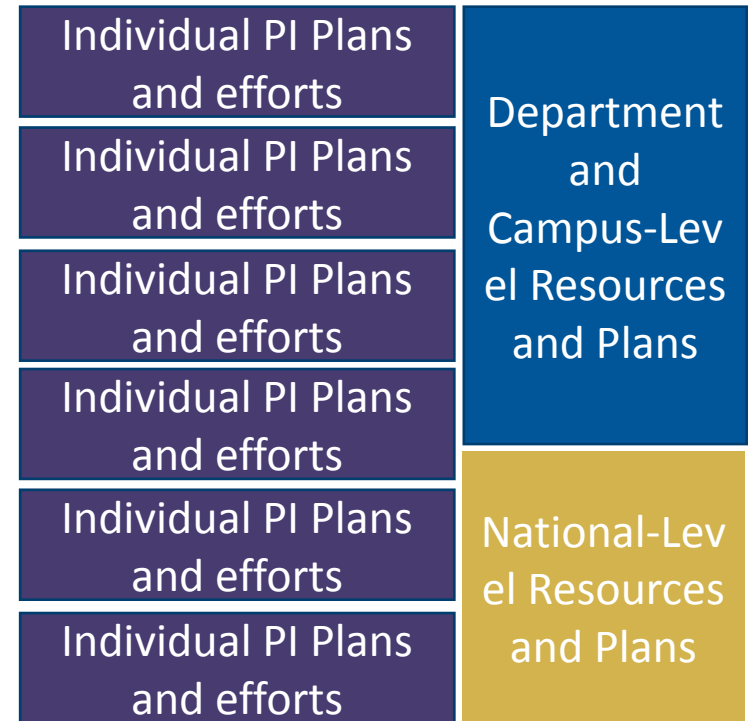 Individual PI Plans
and efforts
Individual PI Plans
and efforts
Individual PI Plans
and efforts
Individual PI Plans
and efforts
Individual PI Plans
and efforts
Individual PI Plans
and efforts
Department
and
Campus-Lev
el Resources
and Plans
National-Lev
el Resources
and Plans